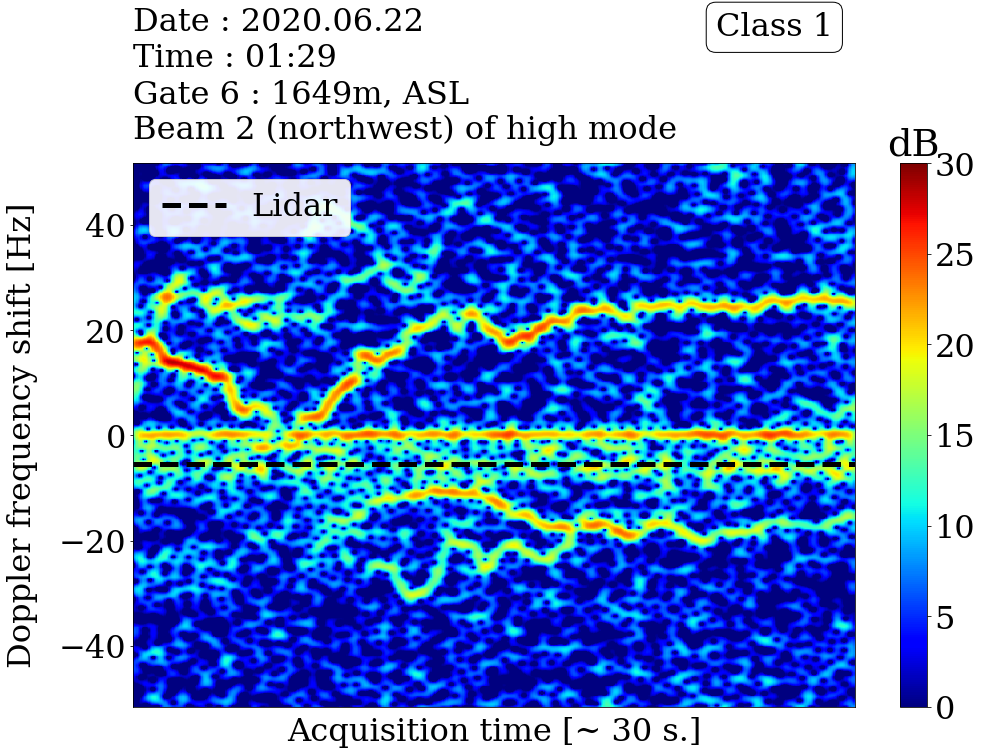 Date : 2020.06.22
Time : 01:29
Gate 6 : 1649m, ASL
Beam 2 (northwest) of high mode
Class 1
dB
Lidar
Doppler frequency shift [Hz]
40
20
0
−20
−40
30
25
20
15
10
5
0
Acquisition time [~ 30 s.]